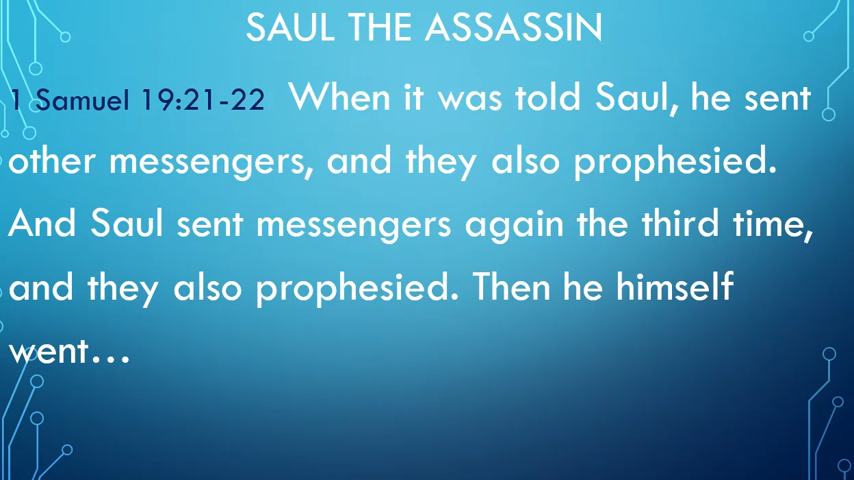 SAUL THE ASSASSIN
1 Samuel 19:21-22 When it was told Saul, he sent
other messengers, and they also prophesied.
And Saul sent messengers again the third time,
and they also prophesied. Then he himself
went…